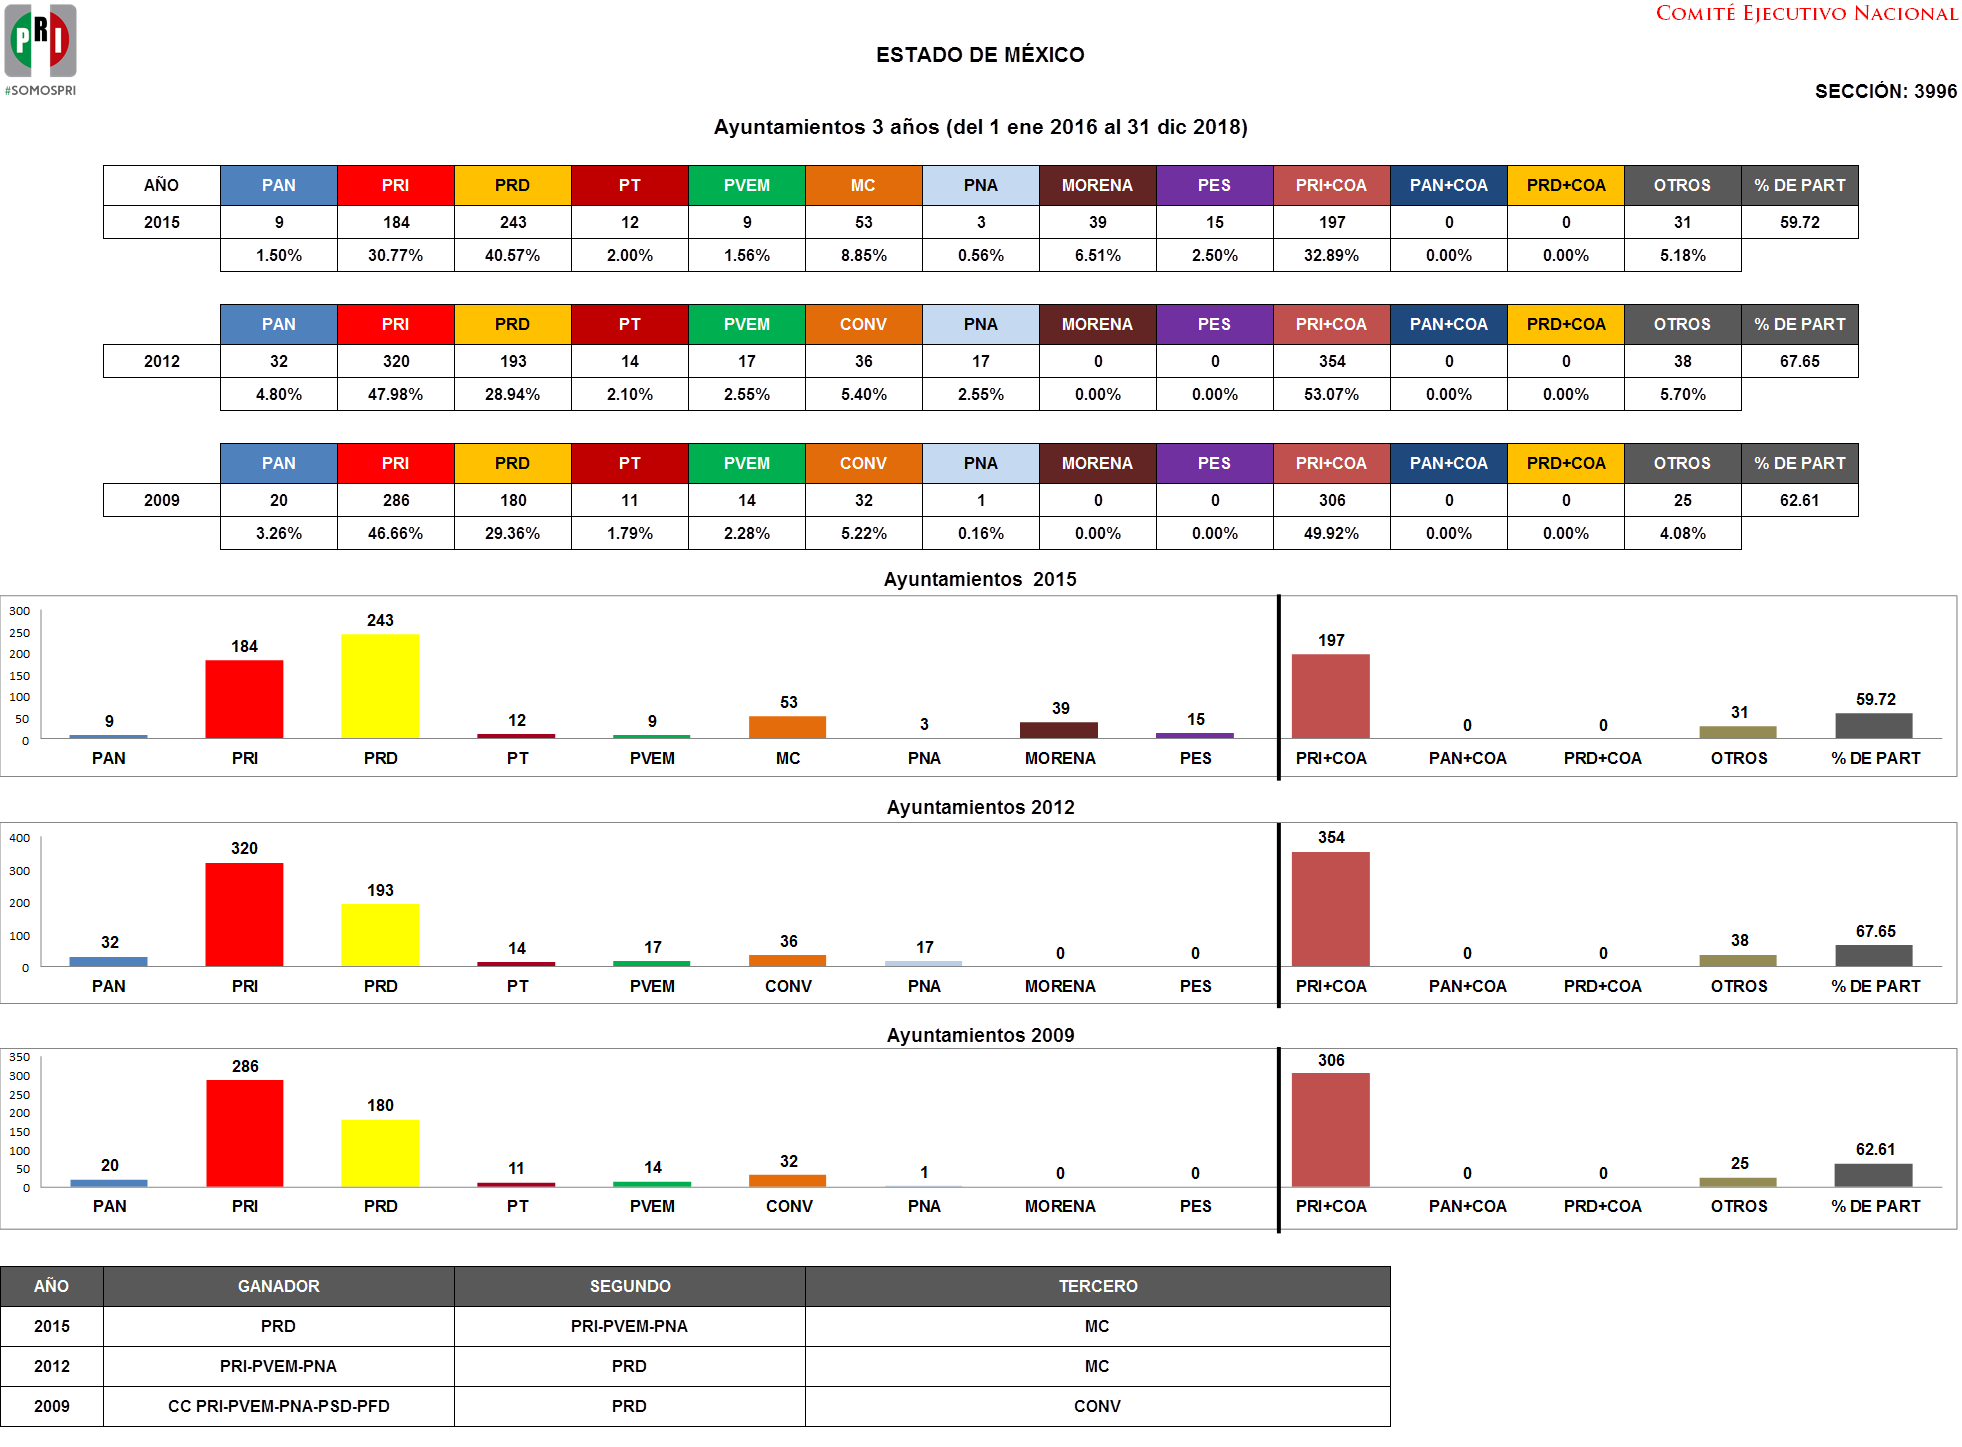 PRI
#SOMOSPRI
COMITÉ EJECUTIVO NACIONAL
ESTADO DE MÉXICO
SECCIÓN: 3996
Ayuntamientos 3 años (del 1 ene 2016 al 31 dic 2018)
AÑO PAN PRI PRD PT PVEM MC PNA MORENA PES PRI+COA PAN+COA PRD+COA OTROS % DE PART
2015 9 184 243 12 9 53 3 39 15 197 0 0 31 59.72
1.50% 30.77% 40.57% 2.00% 1.56% 8.85% 0.56% 6.51% 2.50% 32.89% 0.00% 0.00% 5.18%
PAN PRI PRD PT PVEM CONV PNA MORENA PES PRI+COA PAN+COA PRD+COA OTROS % DE PART
2012 32 320 193 14 17 36 17 0 0 354 0 0 38 67.65
4.80% 47.98% 28.94% 2.10% 2.55% 5.40% 2.55% 0.00% 0.00% 53.07% 0.00% 0.00% 5.70%
PAN PRI PRD PT PVEM CONV PNA MORENA PES PRI+COA PAN+COA PRD+COA OTROS % DE PART
2009 20 286 180 11 14 32 1 0 0 306 0 0 25 62.61
3.26% 46.66% 29.36% 1.79% 2.28% 5.22% 0.16% 0.00% 0.00% 49.92% 0.00% 0.00% 4.08%
Ayuntamientos 2015
300
250
200
150
100
50
0
9 184 243 12 9 53 3 39 15 197 0 0 31 59.72
PAN PRI PRD PT PVEM MC PNA MORENA PES PRI+COA PAN+COA PRD+COA OTROS % DE PART
Ayuntamientos 2012
400
300
200
100
0
32 320 193 14 17 36 17 0 0 354 0 0 38 67.65
PAN PRI PRD PT PVEM CONV PNA MORENA PES PRI+COA PAN+COA PRD+COA OTROS % DE PART
Ayuntamientos 2009
350
300
250
200
150
100
50
0
20 286 180 11 14 32 1 0 0 306 0 0 25 62.61
PAN PRI PRD PT PVEM CONV PNA MORENA PES PRI+COA PAN+COA PRD+COA OTROS % DE PART
AÑO GANADOR SEGUNDO TERCERO
2015 PRD PRI-PVEM-PNA MC
2012 PRI-PVEM-PNA PRD MC
2009 CC PRI-PVEM-PNA-PSD-PFD PRD CONV